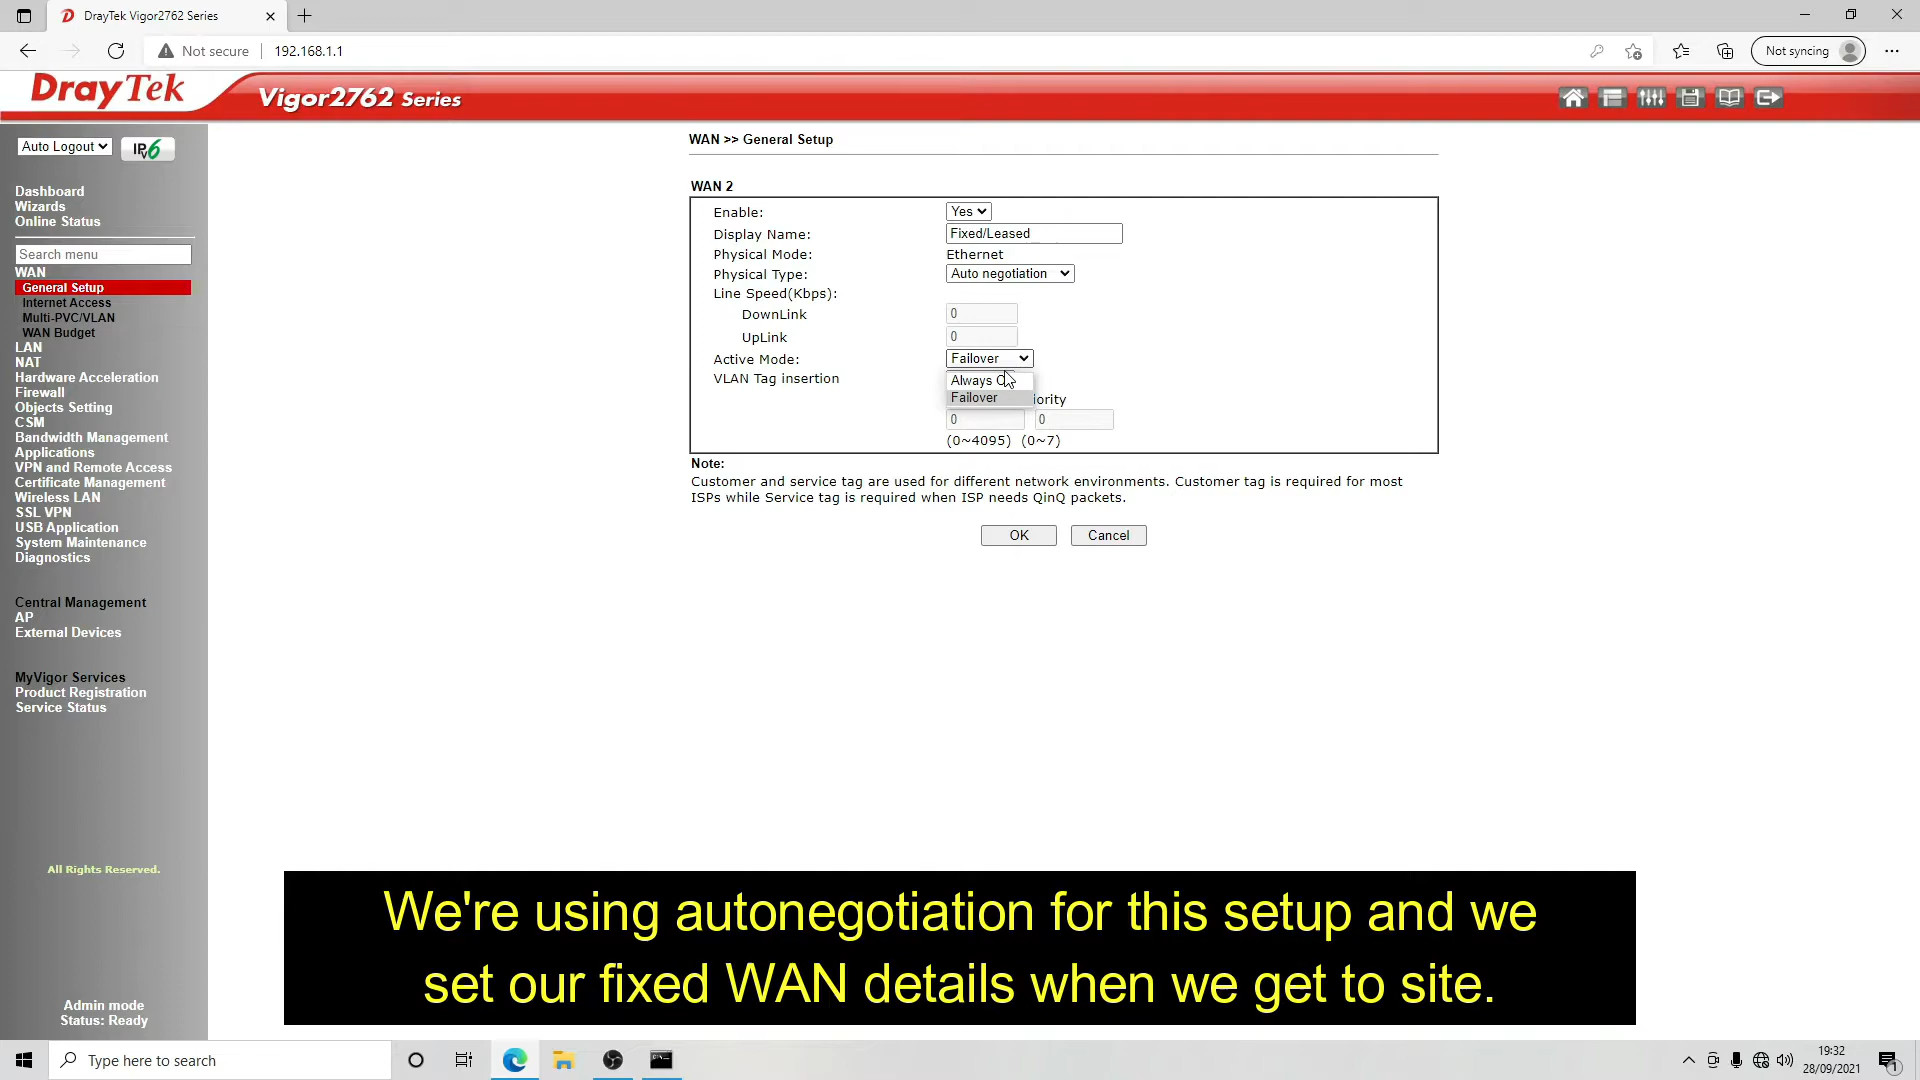 DrayTek Vigor2762 Series
Not secure
192.168.1.1
Not syncing
DrayTek
Vigor2762 Series
Auto Logout
IPv6
Dashboard
Wizards
Online Status
Search menu
WAN
General Setup
Internet Access
Multi-PVC/VLAN
WAN Budget
LAN
NAT
Hardware Acceleration
Firewall
Objects Setting
CSM
Bandwidth Management
Applications
VPN and Remote Access
Certificate Management
Wireless LAN
SSL VPN
USB Application
System Maintenance
Diagnostics
Central Management
AP
External Devices
MyVigor Services
Product Registration
Service Status
All Rights Reserved.
Admin mode
Status: Ready
WAN >> General Setup
WAN 2
Enable: Yes
Display Name: Fixed/Leased
Physical Mode: Ethernet
Physical Type: Auto negotiation
Line Speed(Kbps):
DownLink 0
UpLink 0
Active Mode: Failover
VLAN Tag insertion
Always O
Failover
iority
0 0
(0~4095) (0~7)
Note:
Customer and service tag are used for different network environments. Customer tag is required for most
ISPs while Service tag is required when ISP needs QinQ packets.
OK Cancel
We're using autonegotiation for this setup and we
set our fixed WAN details when we get to site.
Type here to search
19:32
28/09/2021
1